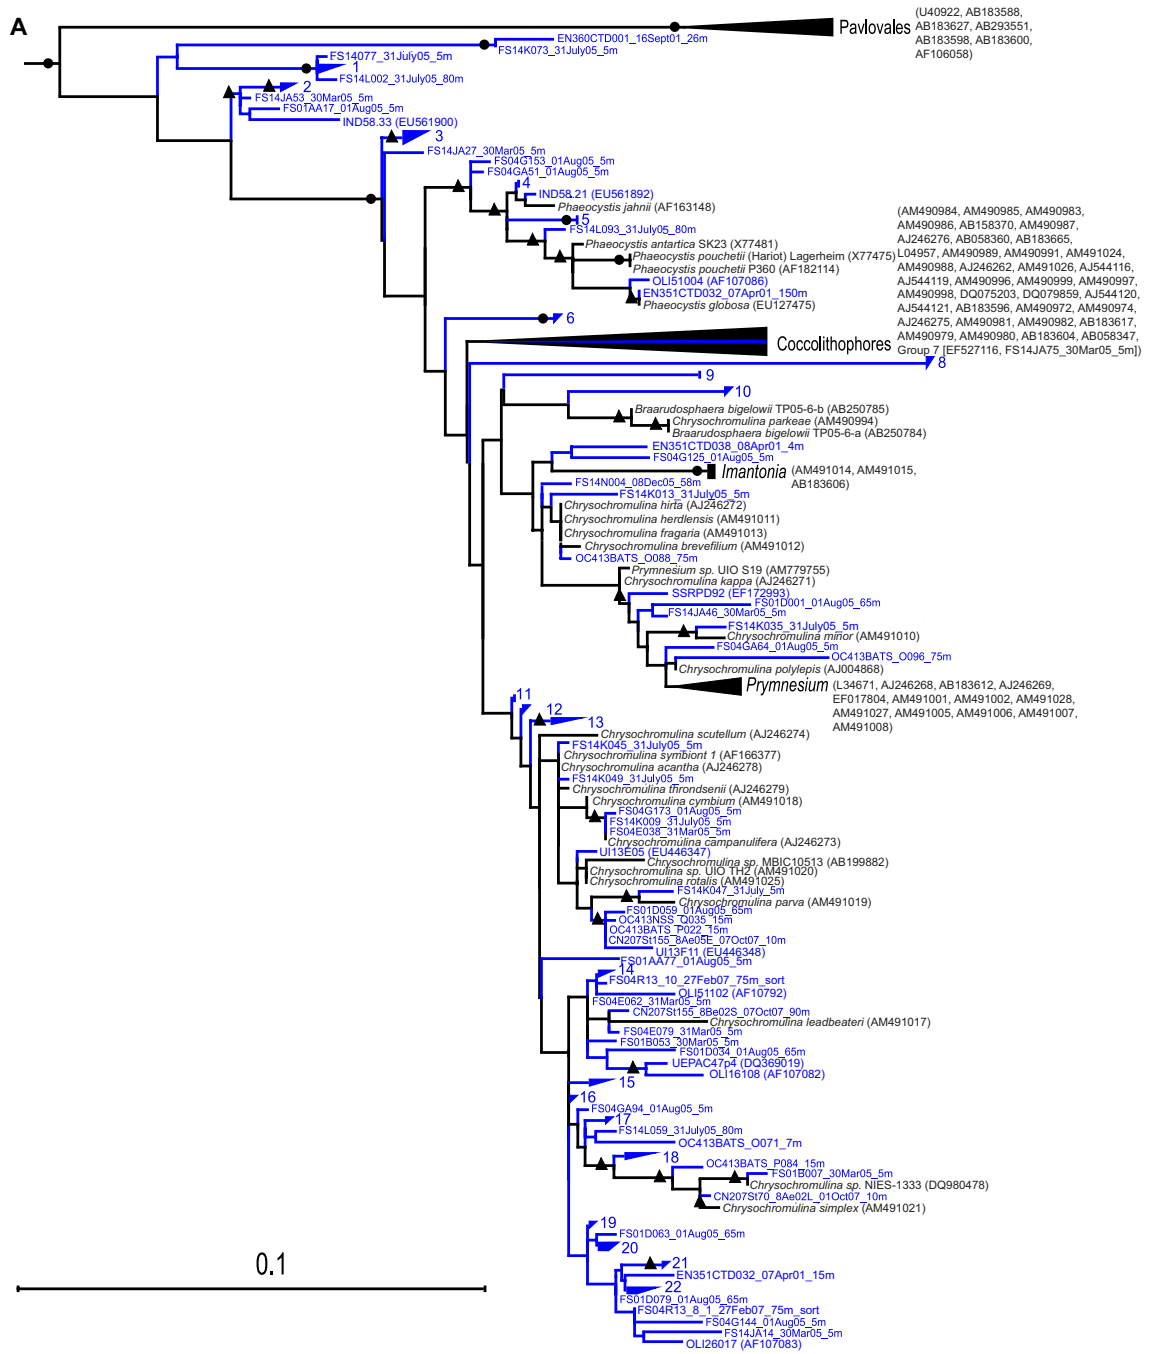 A
Pavlovales
(U40922, AB183588,
AB183627, AB293551,
AB183598, AB183600,
AF106058)
EN360CTD001_16Sept01_26m
FS14K073_31July05_5m
FS14077_31July05_5m
1
FS14L002_31July05_80m
2
FS14JA53_30Mar05_5m
FS01AA17_01Aug05_5m
IND58.33 (EU561900)
3
FS14JA27_30Mar05_5m
FS04G153_01Aug05_5m
FS04GA51_01Aug05_5m
4
IND58.21 (EU561892)
Phaeocystis jahnii (AF163148)
5
FS14L093_31July05_80m
Phaeocystis antartica SK23 (X77481)
Phaeocystis pouchetii (Hariot) Lagerheim (X77475)
Phaeocystis pouchetii P360 (AF182114)
OLI51004 (AF107086)
EN351CTD032_07Apr01_150m
Phaeocystis globosa (EU127475)
6
Coccolithophores
(AM490984, AM490985, AM490983,
AM490986, AB158370, AM490987,
AJ246276, AB058360, AB183665,
L04957, AM490989, AM490991, AM491024,
AM490988, AJ246262, AM491026, AJ544116,
AJ544119, AM490996, AM490999, AM490997,
AM490998, DQ075203, DQ079859, AJ544120,
AJ544121, AB183596, AM490972, AM490974,
AJ246275, AM490981, AM490982, AB183617,
AM490979, AM490980, AB183604, AB058347,
Group 7 [EF527116, FS14JA75_30Mar05_5m])
8
9
10
Braarudosphaera bigelowii TP05-6-b (AB250785)
Chrysochromulina parkeae (AM490994)
Braarudosphaera bigelowii TP05-6-a (AB250784)
EN351CTD038_08Apr01_4m
FS04G125_01Aug05_5m
Imantonia (AM491014, AM491015,
AB183606)
FS14N004_08Dec05_58m
FS14K013_31July05_5m
Chrysochromulina hirta (AJ246272)
Chrysochromulina herdlensis (AM491011)
Chrysochromulina fragaria (AM491013)
Chrysochromulina brevefilium (AM491012)
OC413BATS_O088_75m
Prymnesium sp. UIO S19 (AM779755)
Chrysochromulina kappa (AJ246271)
SSRPD92 (EF172993)
FS01D001_01Aug05_65m
FS14JA46_30Mar05_5m
FS14K035_31July05_5m
Chrysochromulina minor (AM491010)
FS04GA64_01Aug05_5m
OC413BATS_O096_75m
Chrysochromulina polylepis (AJ004868)
Prymnesium (L34671, AJ246268, AB183612, AJ246269,
EF017804, AM491001, AM491002, AM491028,
AM491027, AM491005, AM491006, AM491007,
AM491008)
11
12
13
Chrysochromulina scutellum (AJ246274)
FS14K045_31July05_5m
Chrysochromulina symbiont 1 (AF166377)
Chrysochromulina acantha (AJ246278)
FS14K049_31July05_5m
Chrysochromulina throndsenii (AJ246279)
Chrysochromulina cymbium (AM491018)
FS04G173_01Aug05_5m
FS14K009_31July05_5m
FS04E038_31Mar05_5m
Chrysochromulina campanulifera (AJ246273)
UI13E05 (EU446347)
Chrysochromulina sp. MBIC10513 (AB199882)
Chrysochromulina sp. UIO TH2 (AM491020)
Chrysochromulina rotalis (AM491025)
FS14K047_31July_5m
Chrysochromulina parva (AM491019)
FS01D059_01Aug05_65m
OC413NSS_Q035_15m
OC413BATS_P022_15m
CN207St155_8Ae05E_07Oct07_10m
UI13F11 (EU446348)
FS01AA77_01Aug05_5m
14
FS04R13_10_27Feb07_75m_sort
OLI51102 (AF10792)
FS04E062_31Mar05_5m
CN207St155_8Be02S_07Oct07_90m
Chrysochromulina leadbeateri (AM491017)
FS04E079_31Mar05_5m
FS01B053_30Mar05_5m
FS01D034_01Aug05_65m
UEPAC47p4 (DQ369019)
OLI16108 (AF107082)
15
16
FS04GA94_01Aug05_5m
17
FS14L059_31July05_80m
OC413BATS_O071_7m
18
OC413BATS_P084_15m
FS01B007_30Mar05_5m
Chrysochromulina sp. NIES-1333 (DQ980478)
CN207St70_8Ae02L_01Oct07_10m
Chrysochromulina simplex (AM491021)
19
FS01D063_01Aug05_65m
20
21
EN351CTD032_07Apr01_15m
22
FS01D079_01Aug05_65m
FS04R13_8_1_27Feb07_75m_sort
FS04G144_01Aug05_5m
FS14JA14_30Mar05_5m
OLI26017 (AF107083)
0.1